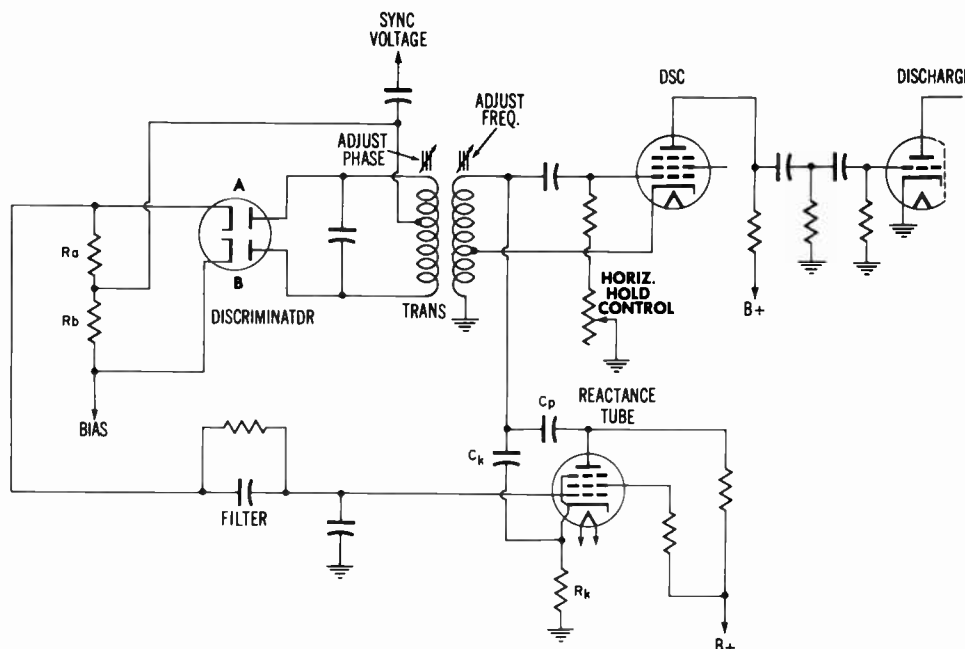 SYNC
VOLTAGE
DSC
DISCHARGE
ADJUST
FREQ.
ADJUST
PHASE
A
Ra
B
Rb
DISCRIMINATOR
TRANS
HORIZ.
HOLD
CONTROL
B+
BIAS
REACTANCE
TUBE
Cp
Ck
FILTER
Rk
B+